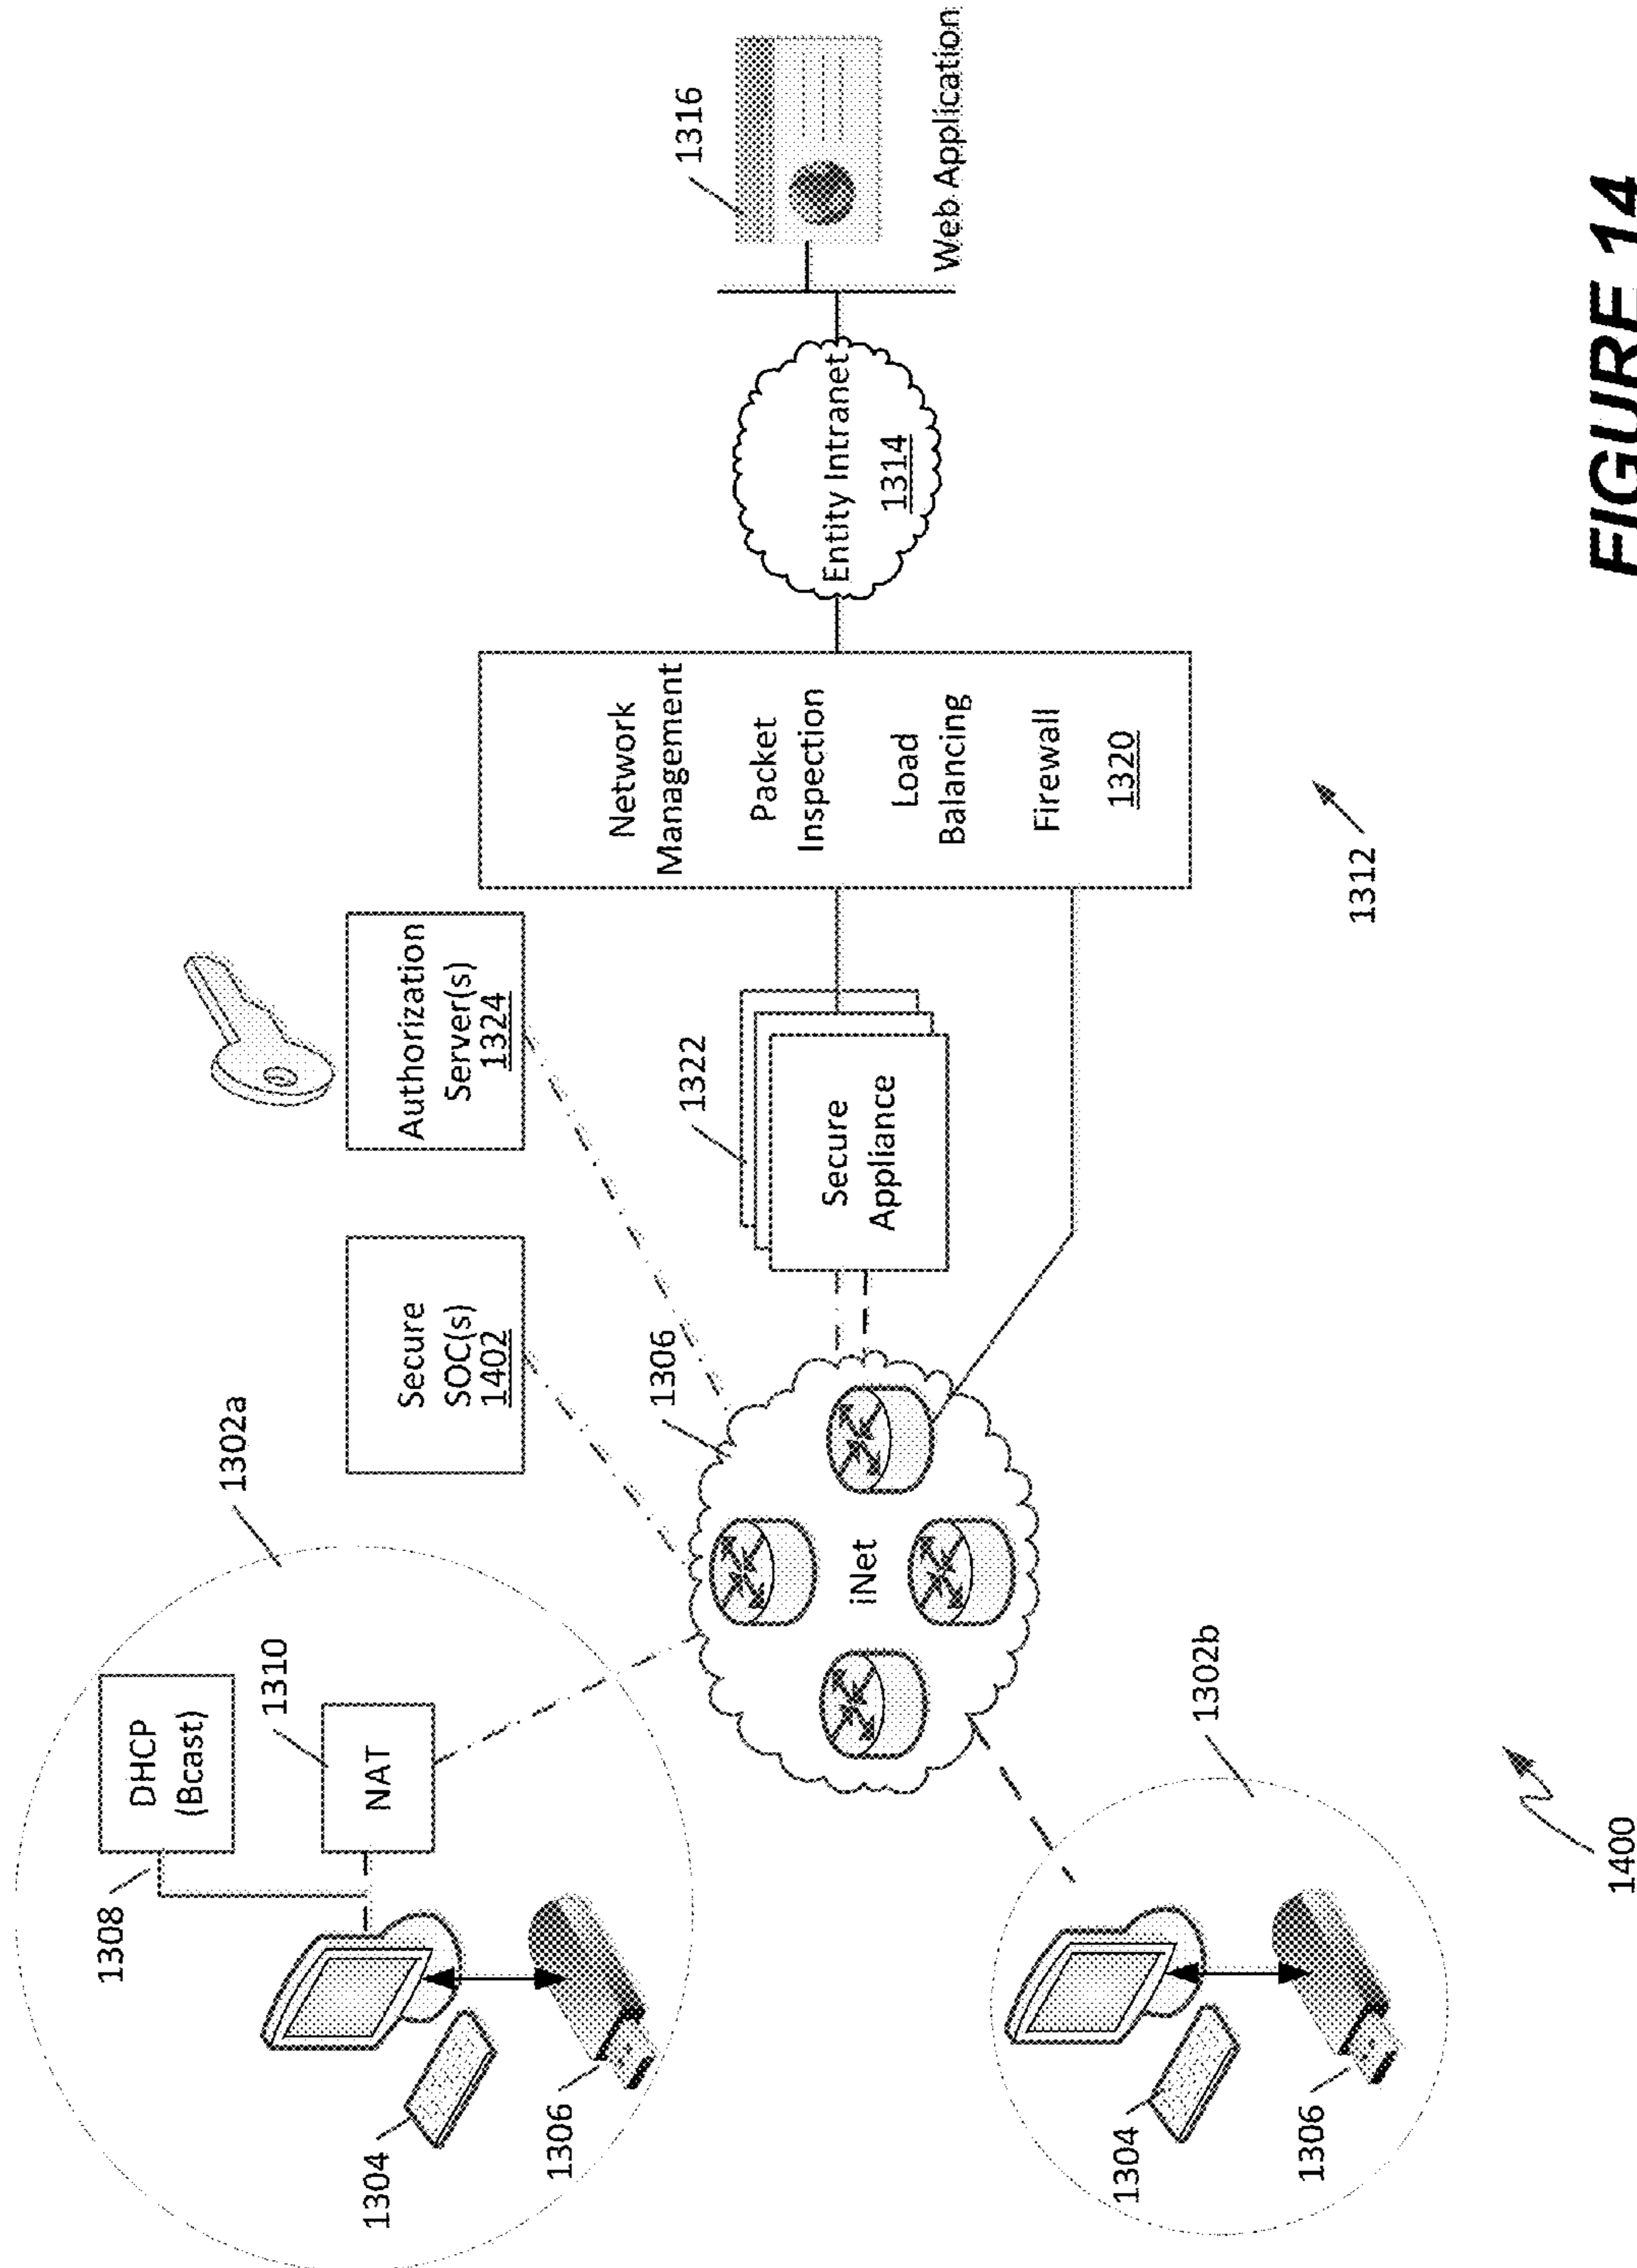 1302a
DHCP
(Bcast)
1308
1310
NAT
1304
1306
Secure
SOC(s)
1402
Authorization
Server(s)
1324
1306
iNet
1322
Secure
Appliance
Network
Management
Packet
Inspection
Load
Balancing
Firewall
1320
Entity Intranet
1314
1316
Web Application
1302b
1304
1306
1312
1400
FIGURE 14